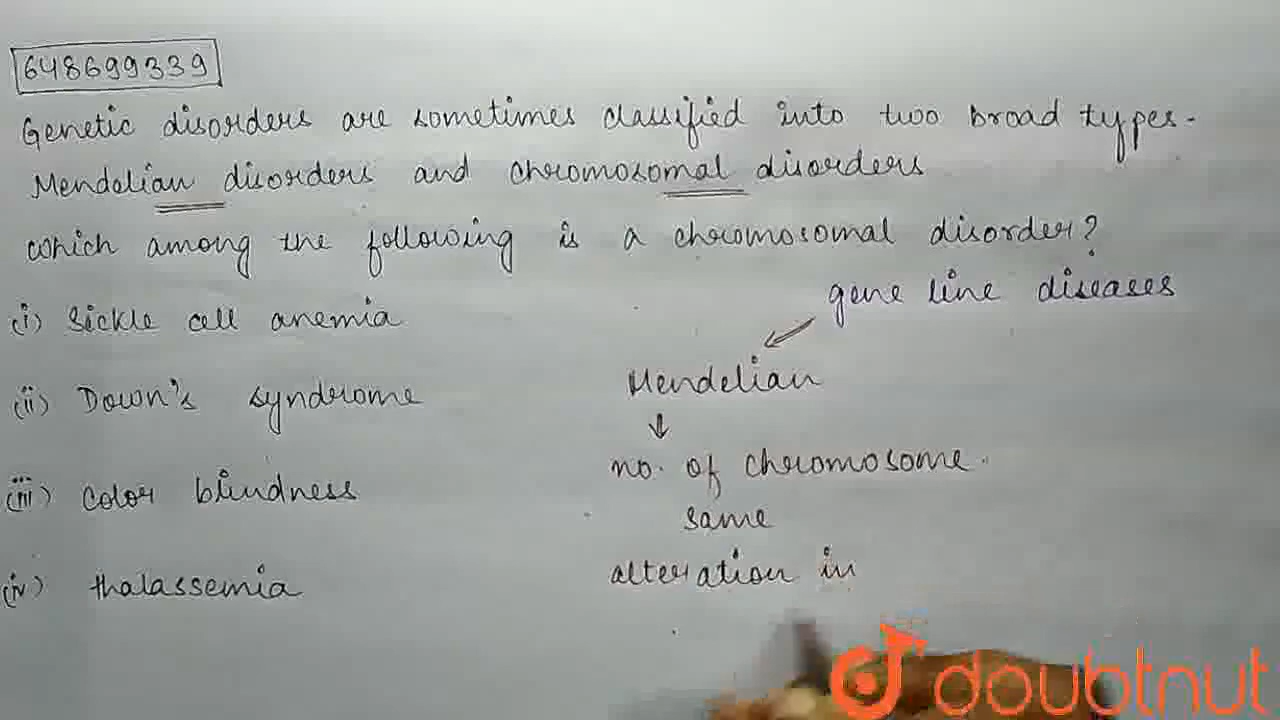 648699339
Genetic disorders are sometimes classified into two broad types-
Mendelian disorders and chromosomal disorders
which among the following is a chromosomal disorder?
gene line diseases
(i) Sickle cell anemia
Mendelian
(ii) Down's syndrome
no. of chromosome.
same
(iii) Color blindness
alteration in
(iv) thalassemia
doubtnut